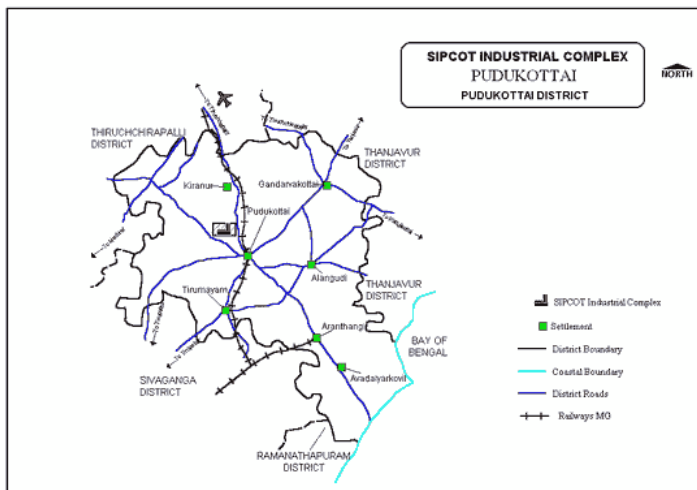 SIPCOT INDUSTRIAL COMPLEX
PUDUKOTTAI
PUDUKOTTAI DISTRICT
NORTH
THIRUCHCHIRAPALLI
DISTRICT
THANJAVUR
DISTRICT
Kiranur
Gandarvakottai
Pudukottai
Alangudi
THANJAVUR
DISTRICT
Tirumayam
Aranthangi
BAY OF
BENGAL
Avadaiyarkovil
SIVAGANGA
DISTRICT
RAMANATHAPURAM
DISTRICT
SIPCOT Industrial Complex
Settlement
District Boundary
Coastal Boundary
District Roads
Railways MG